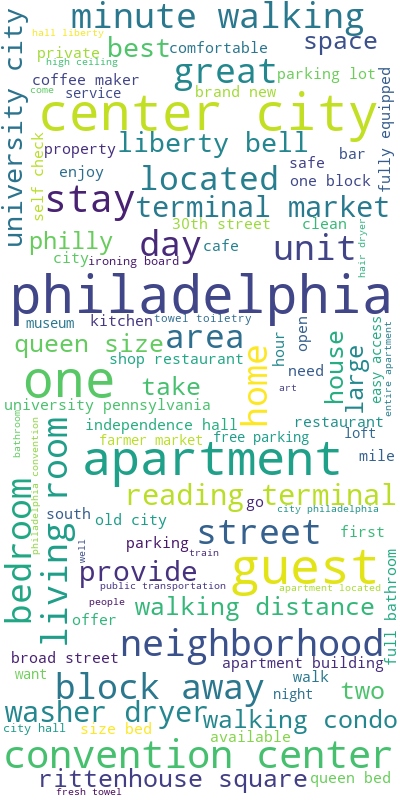 minute walking
hall liberty
private
best
comfortable
space
high ceiling
university city
coffee maker
great
parking lot
come
service
brand new
fully equipped
center city
self check
property
liberty bell
safe
bar
enjoy
located
one block
stay
terminal market
30th street
clean
philly
day
cafe
unit
hair dryer
city
ironing board
philadelphia
museum
kitchen
towel toiletry
queen size
area
home
hour
open
house
large
easy access
entire apartment
shop restaurant
need
one
take
art
university pennsylvania
restaurant
bathroom
philadelphia convention
living room
independence hall
farmer market
free parking
loft
apartment
mile
bedroom
reading terminal
go
city philadelphia
south
old city
street
first
parking
well
train
guest
full bathroom
provide
public transportation
apartment located
people
walking distance
offer
neighborhood
broad street
apartment building
want
walk
block away
night
two
washer dryer
walking condo
city hall
size bed
available
convention center
rittenhouse square
queen bed
fresh towel